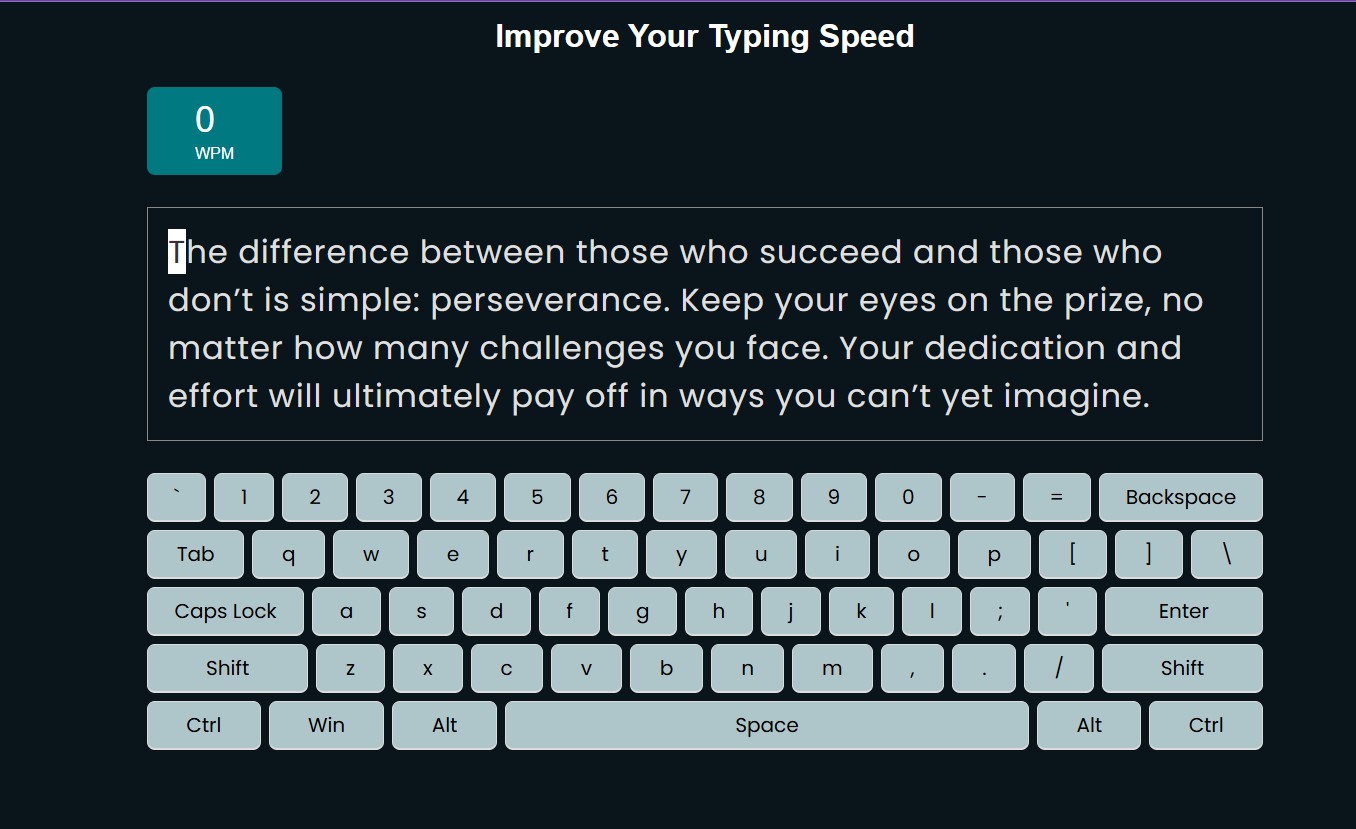 Improve Your Typing Speed
0
WPM
The difference between those who succeed and those who
don’t is simple: perseverance. Keep your eyes on the prize, no
matter how many challenges you face. Your dedication and
effort will ultimately pay off in ways you can’t yet imagine.
` 1 2 3 4 5 6 7 8 9 0 - = Backspace
Tab q w e r t y u i o p [ ] \
Caps Lock a s d f g h j k l ; ' Enter
Shift z x c v b n m , . / Shift
Ctrl Win Alt Space Alt Ctrl